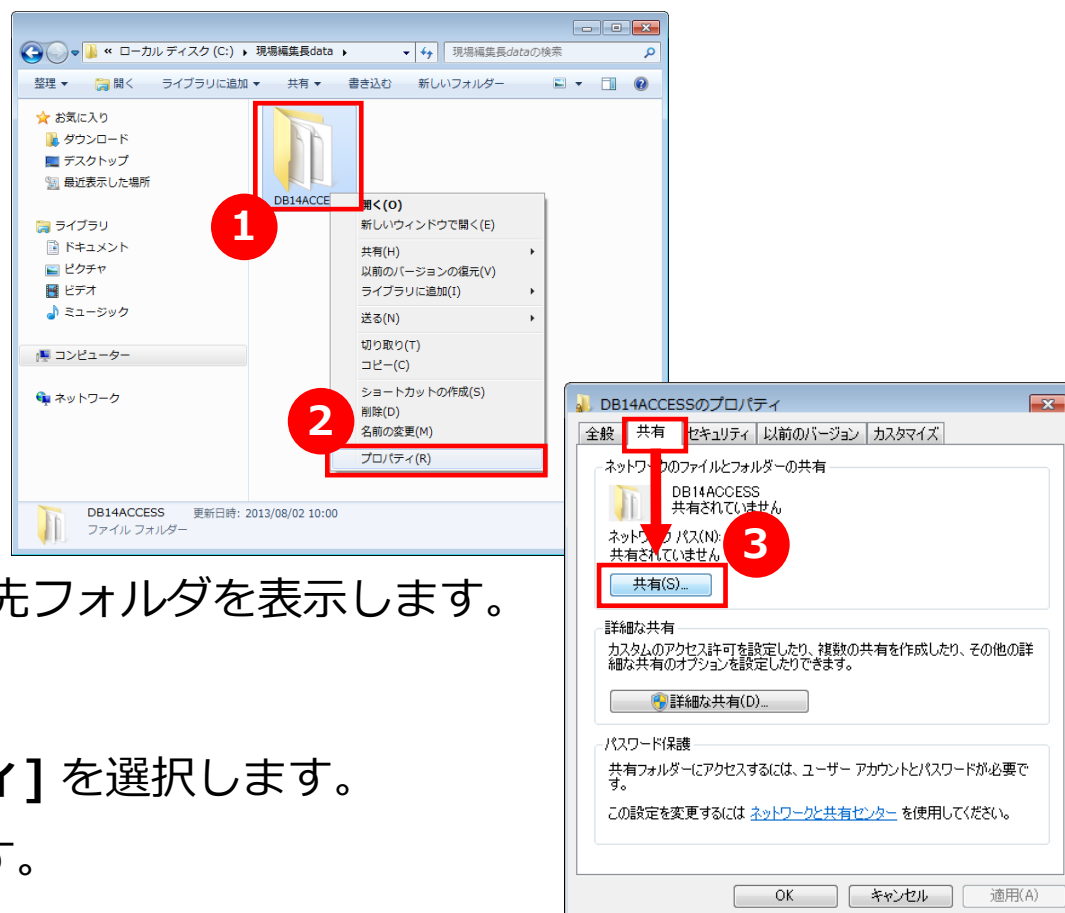 « ローカル ディスク (C:) ▸ 現場編集長data ▸
現場編集長dataの検索
整理 ▼ 開く ライブラリに追加 ▼ 共有 ▼ 書き込む 新しいフォルダー
お気に入り
ダウンロード
デスクトップ
最近表示した場所
ライブラリ
ドキュメント
ピクチャ
ビデオ
ミュージック
コンピューター
ネットワーク
DB14ACCE
1
開く(O)
新しいウィンドウで開く(E)
共有(H)
以前のバージョンの復元(V)
ライブラリに追加(I)
送る(N)
切り取り(T)
コピー(C)
ショートカットの作成(S)
削除(D)
名前の変更(M)
プロパティ(R)
2
DB14ACCESS 更新日時: 2013/08/02 10:00
ファイル フォルダー
DB14ACCESSのプロパティ
全般 共有 セキュリティ 以前のバージョン カスタマイズ
ネットワークのファイルとフォルダーの共有
DB14ACCESS
共有されていません
ネットワーク パス(N):
共有されていません
3
共有(S)...
詳細な共有
カスタムのアクセス許可を設定したり、複数の共有を作成したり、その他の詳
細な共有のオプションを設定したりできます。
詳細な共有(D)...
パスワード保護
共有フォルダーにアクセスするには、ユーザー アカウントとパスワードが必要で
す。
この設定を変更するには ネットワークと共有センター を使用してください。
OK キャンセル 適用(A)
先フォルダを表示します。
ィ] を選択します。
す。